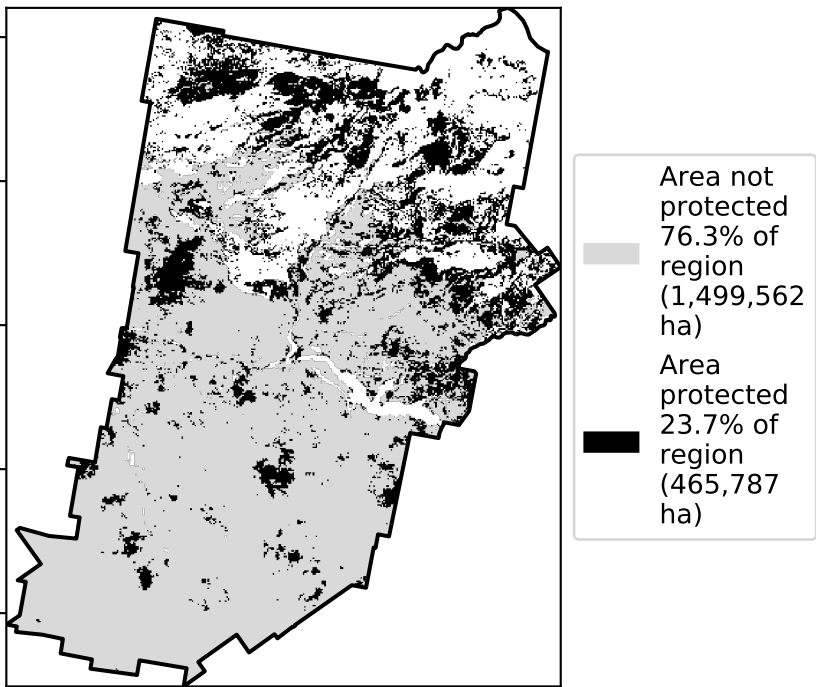 Area not
protected
76.3% of
region
(1,499,562
ha)
Area
protected
23.7% of
region
(465,787
ha)